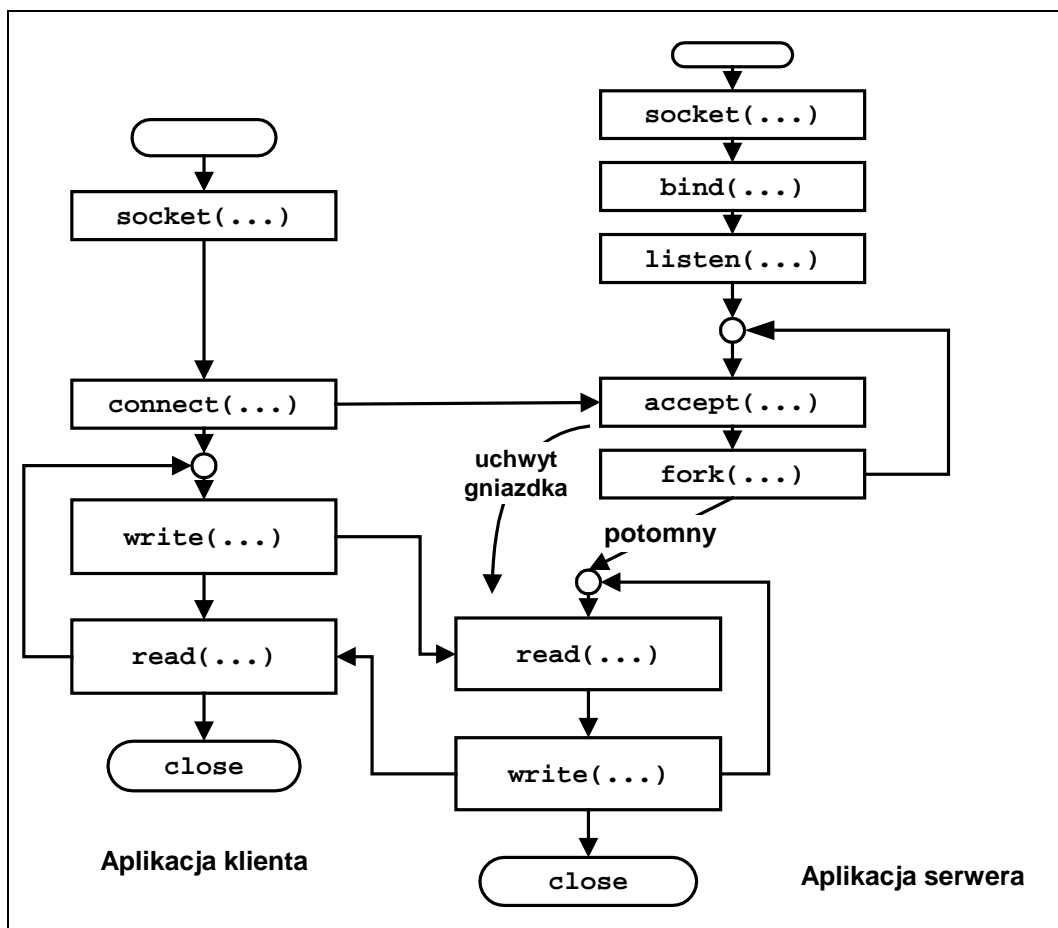 socket(...)
bind(...)
listen(...)
accept(...)
fork(...)
socket(...)
connect(...)
write(...)
read(...)
close
uchwyt
gniazdka
potomny
read(...)
write(...)
close
Aplikacja klienta
Aplikacja serwera